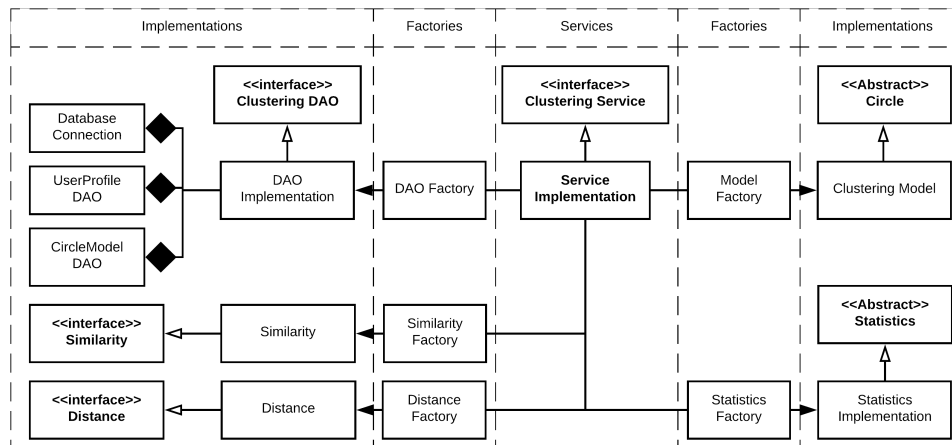 Implementations
Factories
Services
Factories
Implementations
<<interface>>
Clustering DAO
<<interface>>
Clustering Service
<<Abstract>>
Circle
Database
Connection
UserProfile
DAO
DAO
Implementation
DAO Factory
Service
Implementation
Model
Factory
Clustering Model
CircleModel
DAO
<<interface>>
Similarity
Similarity
Similarity
Factory
<<Abstract>>
Statistics
<<interface>>
Distance
Distance
Distance
Factory
Statistics
Factory
Statistics
Implementation